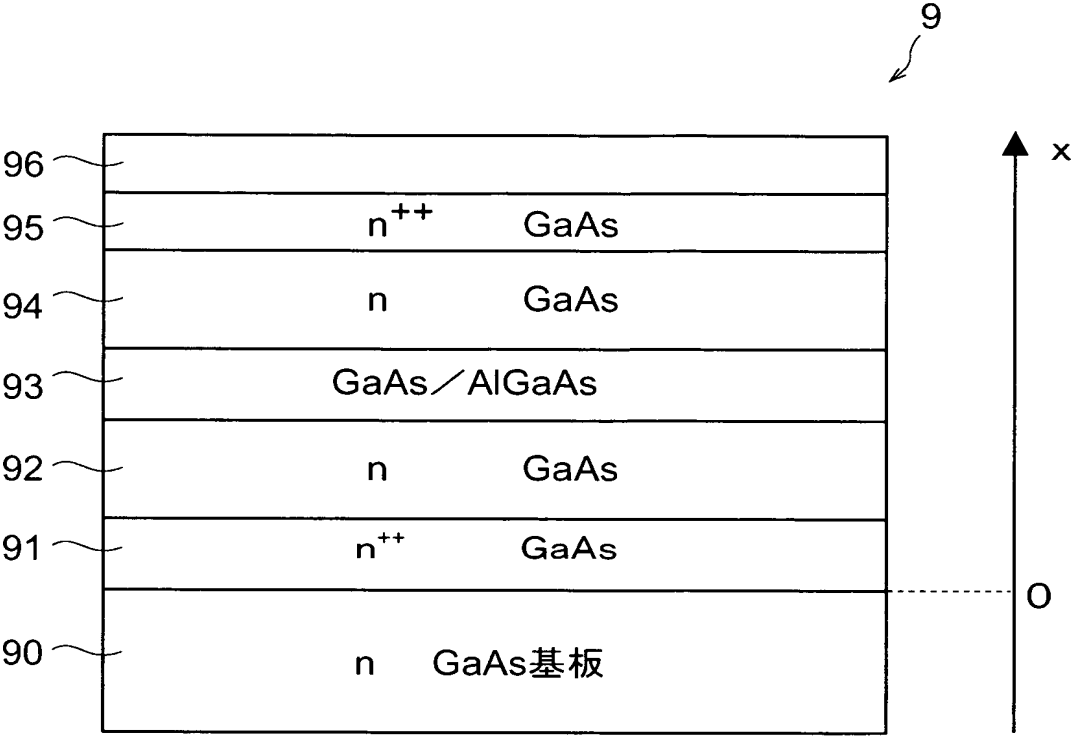 9
x
96
95 n++ GaAs
94 n GaAs
93 GaAs／AlGaAs
92 n GaAs
91 n++ GaAs
O
90 n GaAs基板